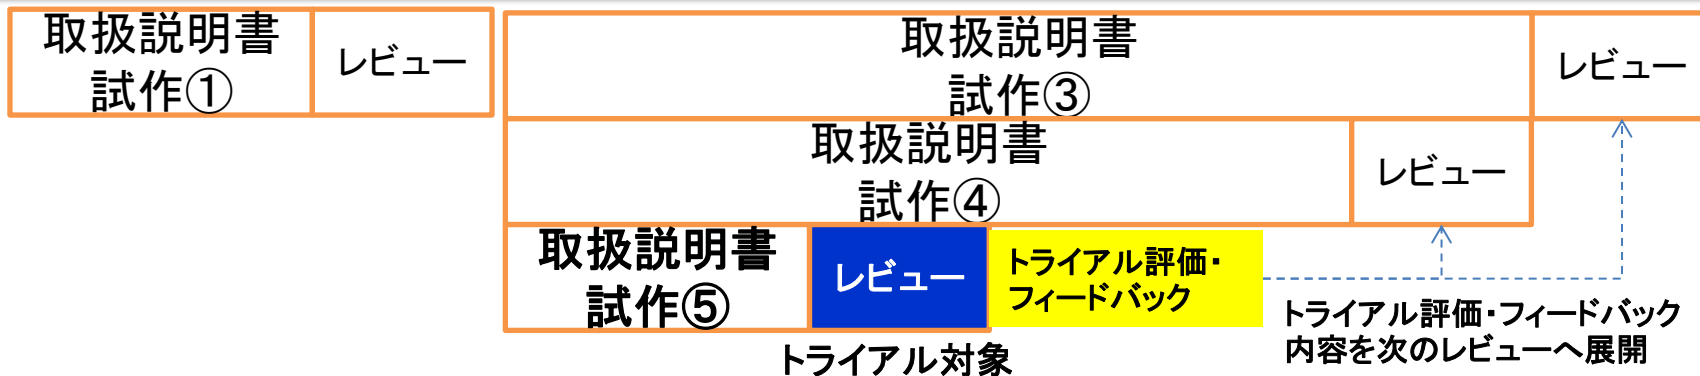 取扱説明書
試作①
レビュー
取扱説明書
試作③
レビュー
取扱説明書
試作④
レビュー
取扱説明書
試作⑤
レビュー
トライアル評価・
フィードバック
トライアル評価・フィードバック
内容を次のレビューへ展開
トライアル対象